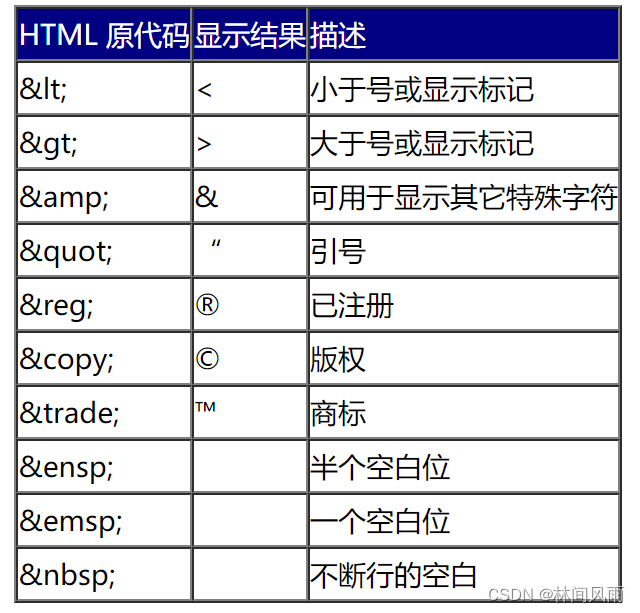 HTML 原代码 显示结果 描述
&lt; < 小于号或显示标记
&gt; > 大于号或显示标记
&amp; & 可用于显示其它特殊字符
&quot; “ 引号
&reg; ® 已注册
&copy; © 版权
&trade; ™ 商标
&ensp; 半个空白位
&emsp; 一个空白位
&nbsp; 不断行的空白
CSDN @林间风雨